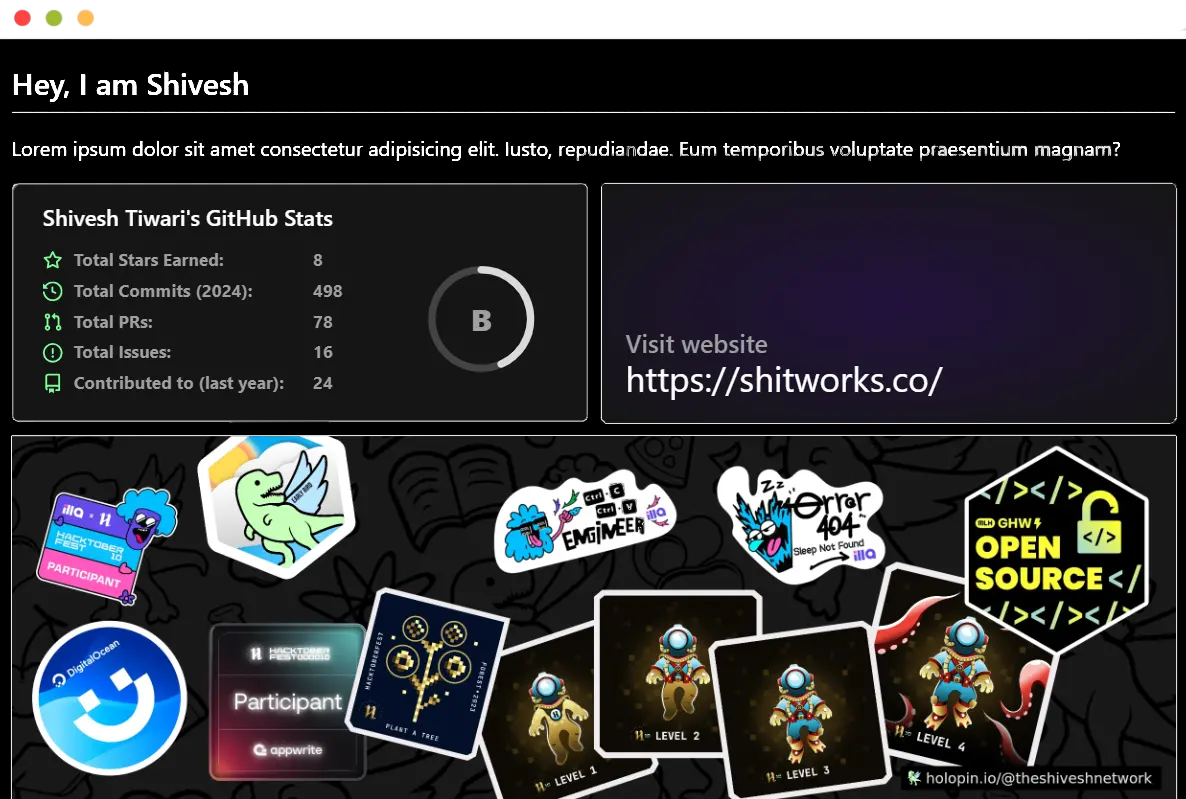 Hey, I am Shivesh
Lorem ipsum dolor sit amet consectetur adipisicing elit. Iusto, repudiandae. Eum temporibus voluptate praesentium magnam?
Shivesh Tiwari's GitHub Stats
Total Stars Earned: 8
Total Commits (2024): 498
Total PRs: 78
Total Issues: 16
Contributed to (last year): 24
B
Visit website
https://shitworks.co/
illa x
HACKTOBER
FEST 10
PARTICIPANT
EARLY BIRD
Ctrl + C
Ctrl + V
ENGINEER
illa
ZZ
Error
404
Sleep Not Found
illa
</></>
MLH GHW
OPEN
SOURCE </
</>
</></>
DigitalOcean
HACKTOBER
FEST00010
Participant
appwrite
HACKTOBERFEST
FOREST•2023
PLANT A TREE
LEVEL 1
LEVEL 2
LEVEL 3
LEVEL 4
holopin.io/@theshiveshnetwork